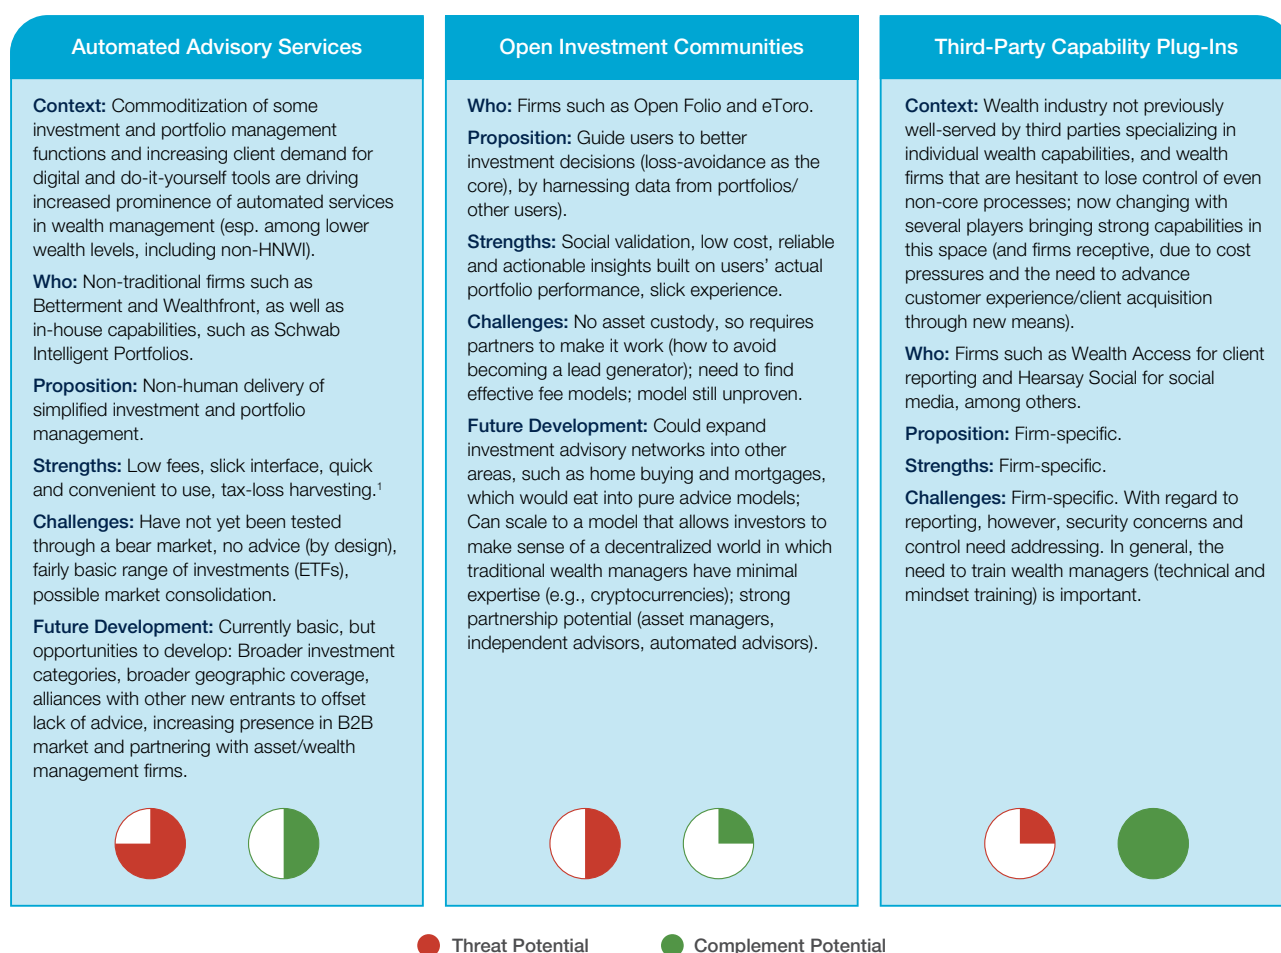 Automated Advisory Services
Context: Commoditization of some
investment and portfolio management
functions and increasing client demand for
digital and do-it-yourself tools are driving
increased prominence of automated services
in wealth management (esp. among lower
wealth levels, including non-HNWI).
Who: Non-traditional firms such as
Betterment and Wealthfront, as well as
in-house capabilities, such as Schwab
Intelligent Portfolios.
Proposition: Non-human delivery of
simplified investment and portfolio
management.
Strengths: Low fees, slick interface, quick
and convenient to use, tax-loss harvesting.¹
Challenges: Have not yet been tested
through a bear market, no advice (by design),
fairly basic range of investments (ETFs),
possible market consolidation.
Future Development: Currently basic, but
opportunities to develop: Broader investment
categories, broader geographic coverage,
alliances with other new entrants to offset
lack of advice, increasing presence in B2B
market and partnering with asset/wealth
management firms.
Open Investment Communities
Who: Firms such as Open Folio and eToro.
Proposition: Guide users to better
investment decisions (loss-avoidance as the
core), by harnessing data from portfolios/
other users).
Strengths: Social validation, low cost, reliable
and actionable insights built on users’ actual
portfolio performance, slick experience.
Challenges: No asset custody, so requires
partners to make it work (how to avoid
becoming a lead generator); need to find
effective fee models; model still unproven.
Future Development: Could expand
investment advisory networks into other
areas, such as home buying and mortgages,
which would eat into pure advice models;
Can scale to a model that allows investors to
make sense of a decentralized world in which
traditional wealth managers have minimal
expertise (e.g., cryptocurrencies); strong
partnership potential (asset managers,
independent advisors, automated advisors).
Third-Party Capability Plug-Ins
Context: Wealth industry not previously
well-served by third parties specializing in
individual wealth capabilities, and wealth
firms that are hesitant to lose control of even
non-core processes; now changing with
several players bringing strong capabilities in
this space (and firms receptive, due to cost
pressures and the need to advance
customer experience/client acquisition
through new means).
Who: Firms such as Wealth Access for client
reporting and Hearsay Social for social
media, among others.
Proposition: Firm-specific.
Strengths: Firm-specific.
Challenges: Firm-specific. With regard to
reporting, however, security concerns and
control need addressing. In general, the
need to train wealth managers (technical and
mindset training) is important.
Threat Potential
Complement Potential